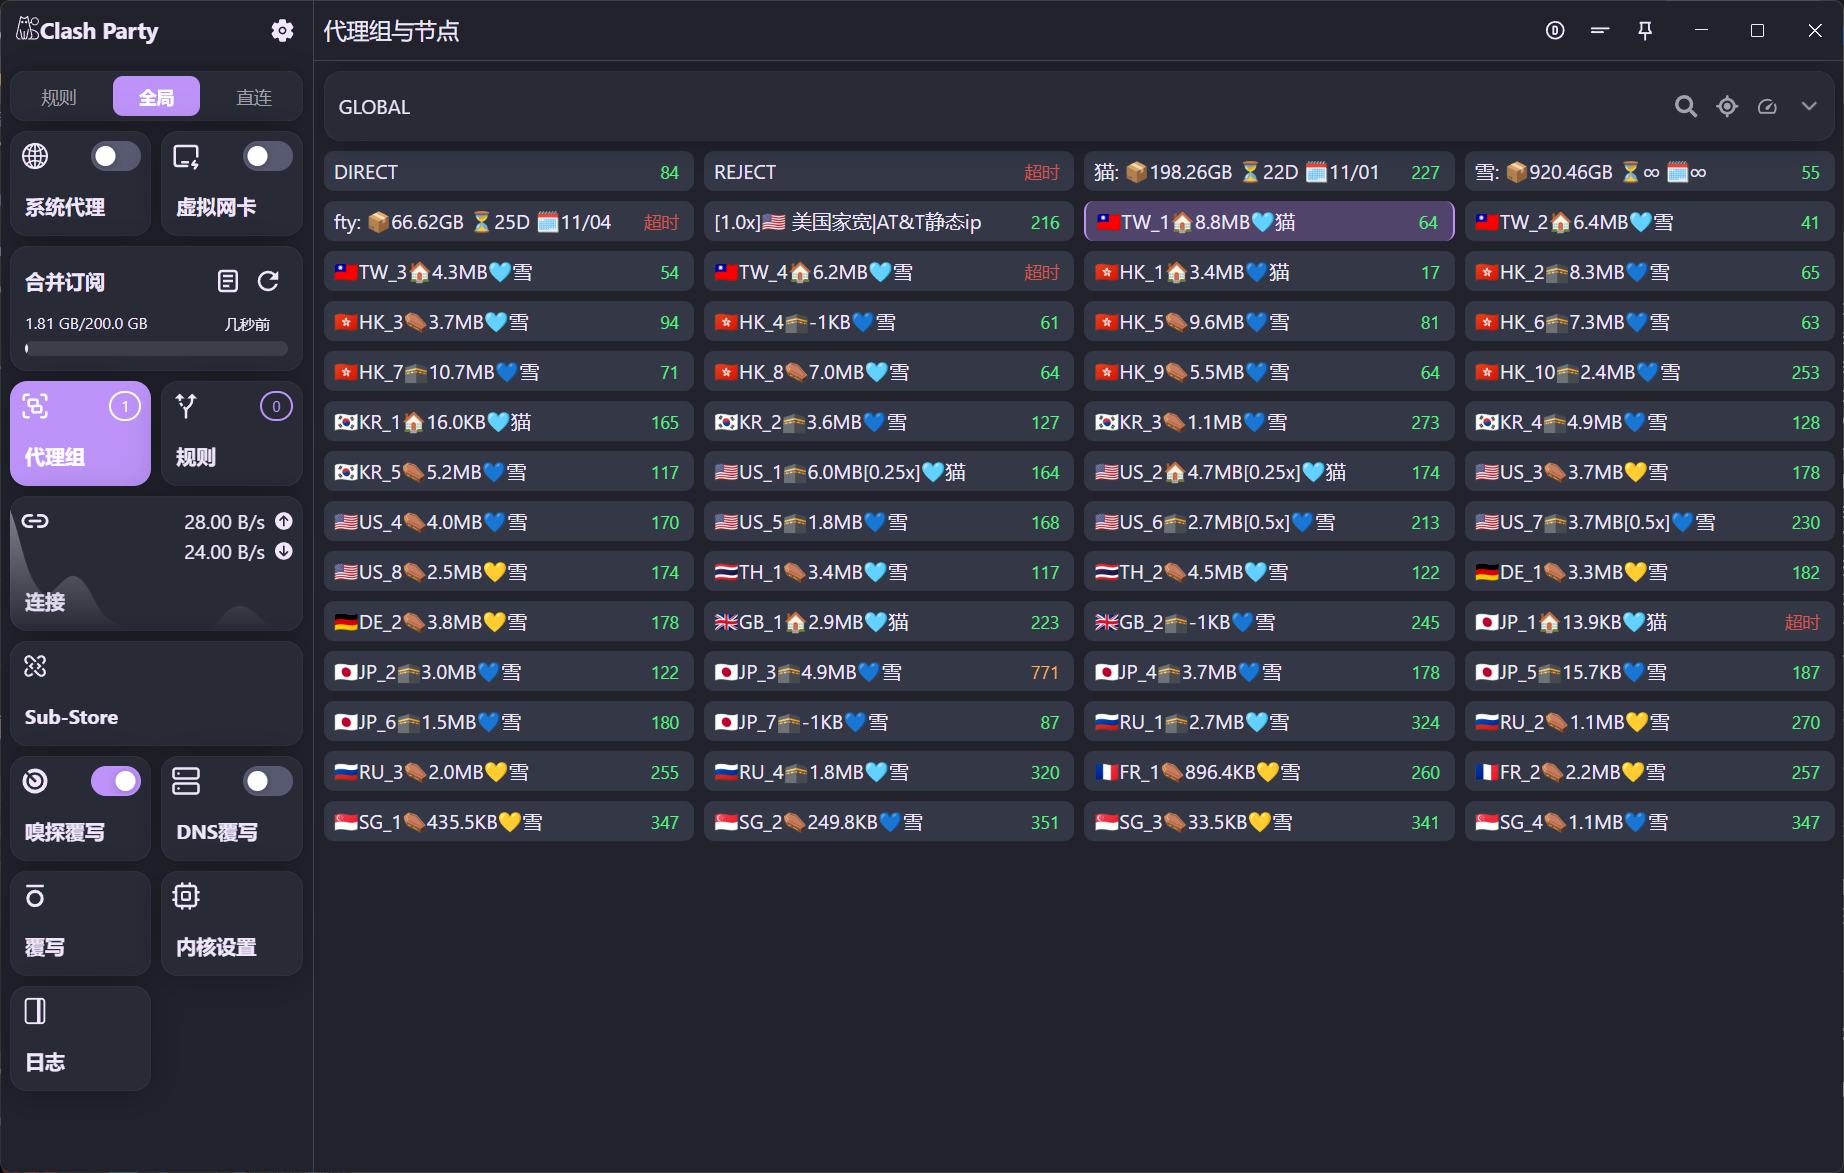 Clash Party
规则 全局 直连
系统代理 虚拟网卡
合并订阅
1.81 GB/200.0 GB 几秒前
1 0
代理组 规则
28.00 B/s
24.00 B/s
连接
Sub-Store
嗅探覆写 DNS覆写
覆写 内核设置
日志
代理组与节点
GLOBAL
DIRECT 84
REJECT 超时
猫: 📦198.26GB ⏳22D 🗓️11/01 227
雪: 📦920.46GB ⏳∞ 🗓️∞ 55
fty: 📦66.62GB ⏳25D 🗓️11/04 超时
[1.0x]🇺🇸 美国家宽|AT&T静态ip 216
🇹🇼TW_1🏠8.8MB🩵猫 64
🇹🇼TW_2🏠6.4MB🩵雪 41
🇹🇼TW_3🏠4.3MB🩵雪 54
🇹🇼TW_4🏠6.2MB🩵雪 超时
🇭🇰HK_1🏠3.4MB💙猫 17
🇭🇰HK_2🕋8.3MB💙雪 65
🇭🇰HK_3⚰️3.7MB🩵雪 94
🇭🇰HK_4🕋-1KB💙雪 61
🇭🇰HK_5⚰️9.6MB💙雪 81
🇭🇰HK_6🕋7.3MB💙雪 63
🇭🇰HK_7🕋10.7MB💙雪 71
🇭🇰HK_8⚰️7.0MB🩵雪 64
🇭🇰HK_9⚰️5.5MB💙雪 64
🇭🇰HK_10🕋2.4MB💙雪 253
🇰🇷KR_1🏠16.0KB🩵猫 165
🇰🇷KR_2🕋3.6MB💙雪 127
🇰🇷KR_3⚰️1.1MB💙雪 273
🇰🇷KR_4🕋4.9MB💙雪 128
🇰🇷KR_5⚰️5.2MB💙雪 117
🇺🇸US_1🕋6.0MB[0.25x]🩵猫 164
🇺🇸US_2🏠4.7MB[0.25x]🩵猫 174
🇺🇸US_3⚰️3.7MB💛雪 178
🇺🇸US_4⚰️4.0MB💙雪 170
🇺🇸US_5🕋1.8MB💙雪 168
🇺🇸US_6🕋2.7MB[0.5x]💙雪 213
🇺🇸US_7🕋3.7MB[0.5x]💙雪 230
🇺🇸US_8⚰️2.5MB💛雪 174
🇹🇭TH_1⚰️3.4MB🩵雪 117
🇹🇭TH_2⚰️4.5MB🩵雪 122
🇩🇪DE_1⚰️3.3MB💛雪 182
🇩🇪DE_2⚰️3.8MB💛雪 178
🇬🇧GB_1🏠2.9MB🩵猫 223
🇬🇧GB_2🕋-1KB💙雪 245
🇯🇵JP_1🏠13.9KB🩵猫 超时
🇯🇵JP_2🕋3.0MB💙雪 122
🇯🇵JP_3🕋4.9MB💙雪 771
🇯🇵JP_4🕋3.7MB💙雪 178
🇯🇵JP_5🕋15.7KB💙雪 187
🇯🇵JP_6🕋1.5MB💙雪 180
🇯🇵JP_7🕋-1KB💙雪 87
🇷🇺RU_1🕋2.7MB🩵雪 324
🇷🇺RU_2⚰️1.1MB💛雪 270
🇷🇺RU_3⚰️2.0MB💛雪 255
🇷🇺RU_4🕋1.8MB🩵雪 320
🇫🇷FR_1⚰️896.4KB💛雪 260
🇫🇷FR_2⚰️2.2MB💛雪 257
🇸🇬SG_1⚰️435.5KB💛雪 347
🇸🇬SG_2⚰️249.8KB💙雪 351
🇸🇬SG_3⚰️33.5KB💛雪 341
🇸🇬SG_4⚰️1.1MB💙雪 347